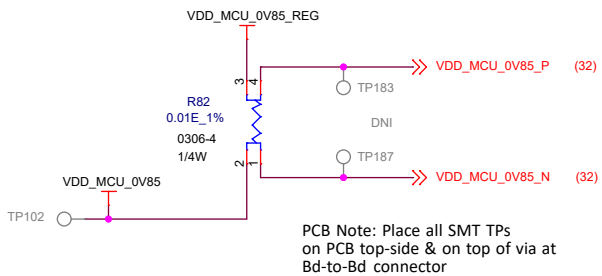 VDD_MCU_0V85_REG
VDD_MCU_0V85_P (32)
3
4
TP183
R82
0.01E_1%
DNI
0306-4
1/4W
TP187
2
1
VDD_MCU_0V85
VDD_MCU_0V85_N (32)
TP102
PCB Note: Place all SMT TPs
on PCB top-side & on top of via at
Bd-to-Bd connector